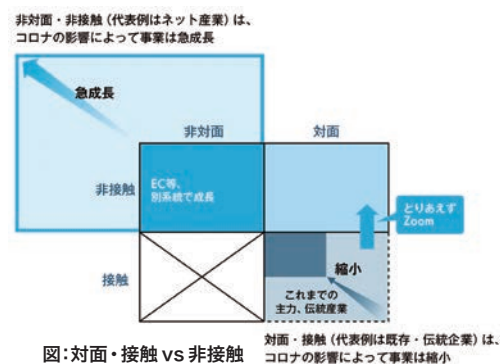 非対面・非接触（代表例はネット産業）は、
コロナの影響によって事業は急成長
急成長
非対面
対面
非接触
EC等、
別系統で成長
とりあえず
Zoom
接触
縮小
これまでの
主力、伝統産業
図：対面・接触 vs 非接触
対面・接触（代表例は既存・伝統企業）は、
コロナの影響によって事業は縮小